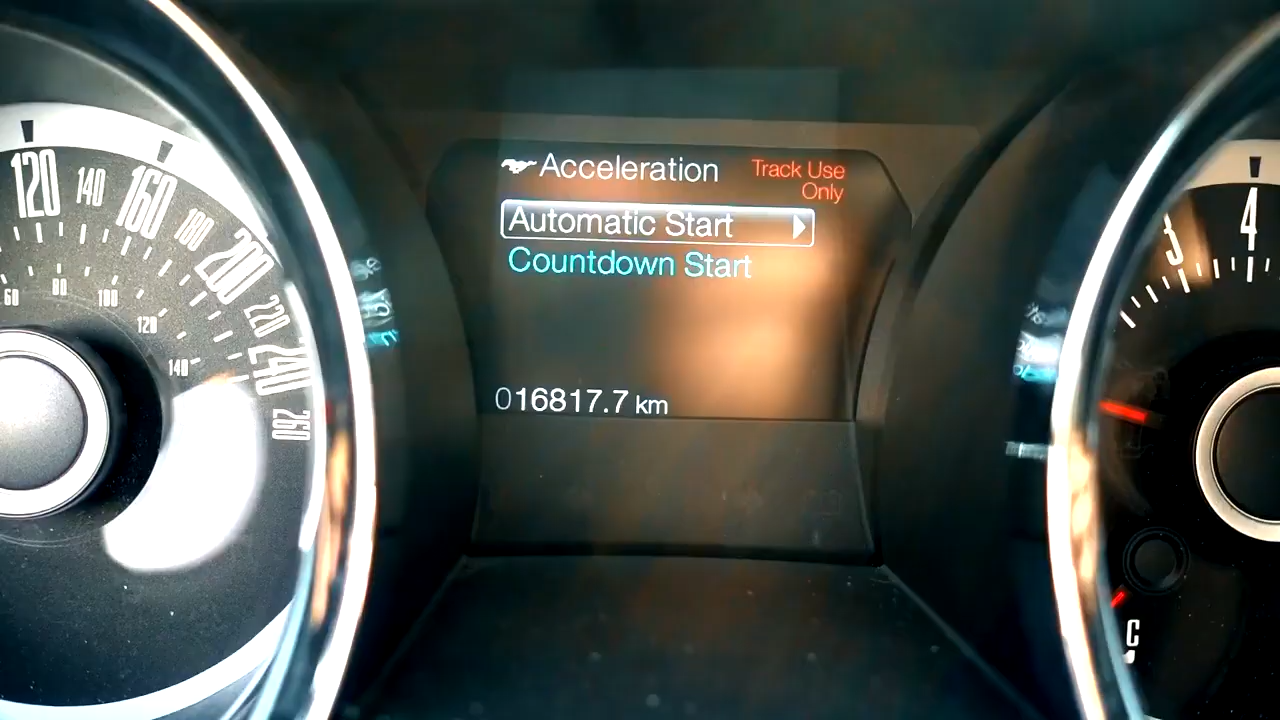 Acceleration
Track Use
Only
Automatic Start
Countdown Start
016817.7 km
120
140
160
180
200
220
240
260
60
80
100
120
140
3
4
C